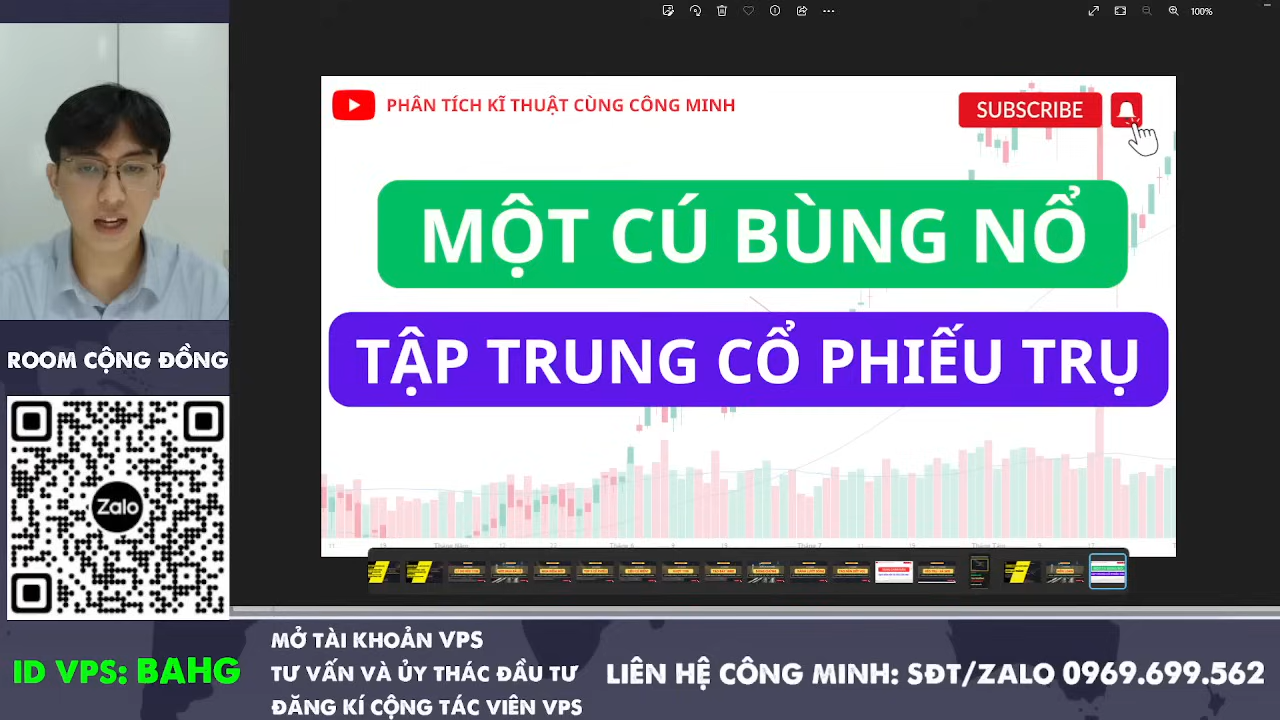 100%
PHÂN TÍCH KĨ THUẬT CÙNG CÔNG MINH
SUBSCRIBE
MỘT CÚ BÙNG NỔ
TẬP TRUNG CỔ PHIẾU TRỤ
ROOM CỘNG ĐỒNG
Zalo
ID VPS: BAHG
MỞ TÀI KHOẢN VPS
TƯ VẤN VÀ ỦY THÁC ĐẦU TƯ
ĐĂNG KÍ CỘNG TÁC VIÊN VPS
LIÊN HỆ CÔNG MINH: SĐT/ZALO 0969.699.562